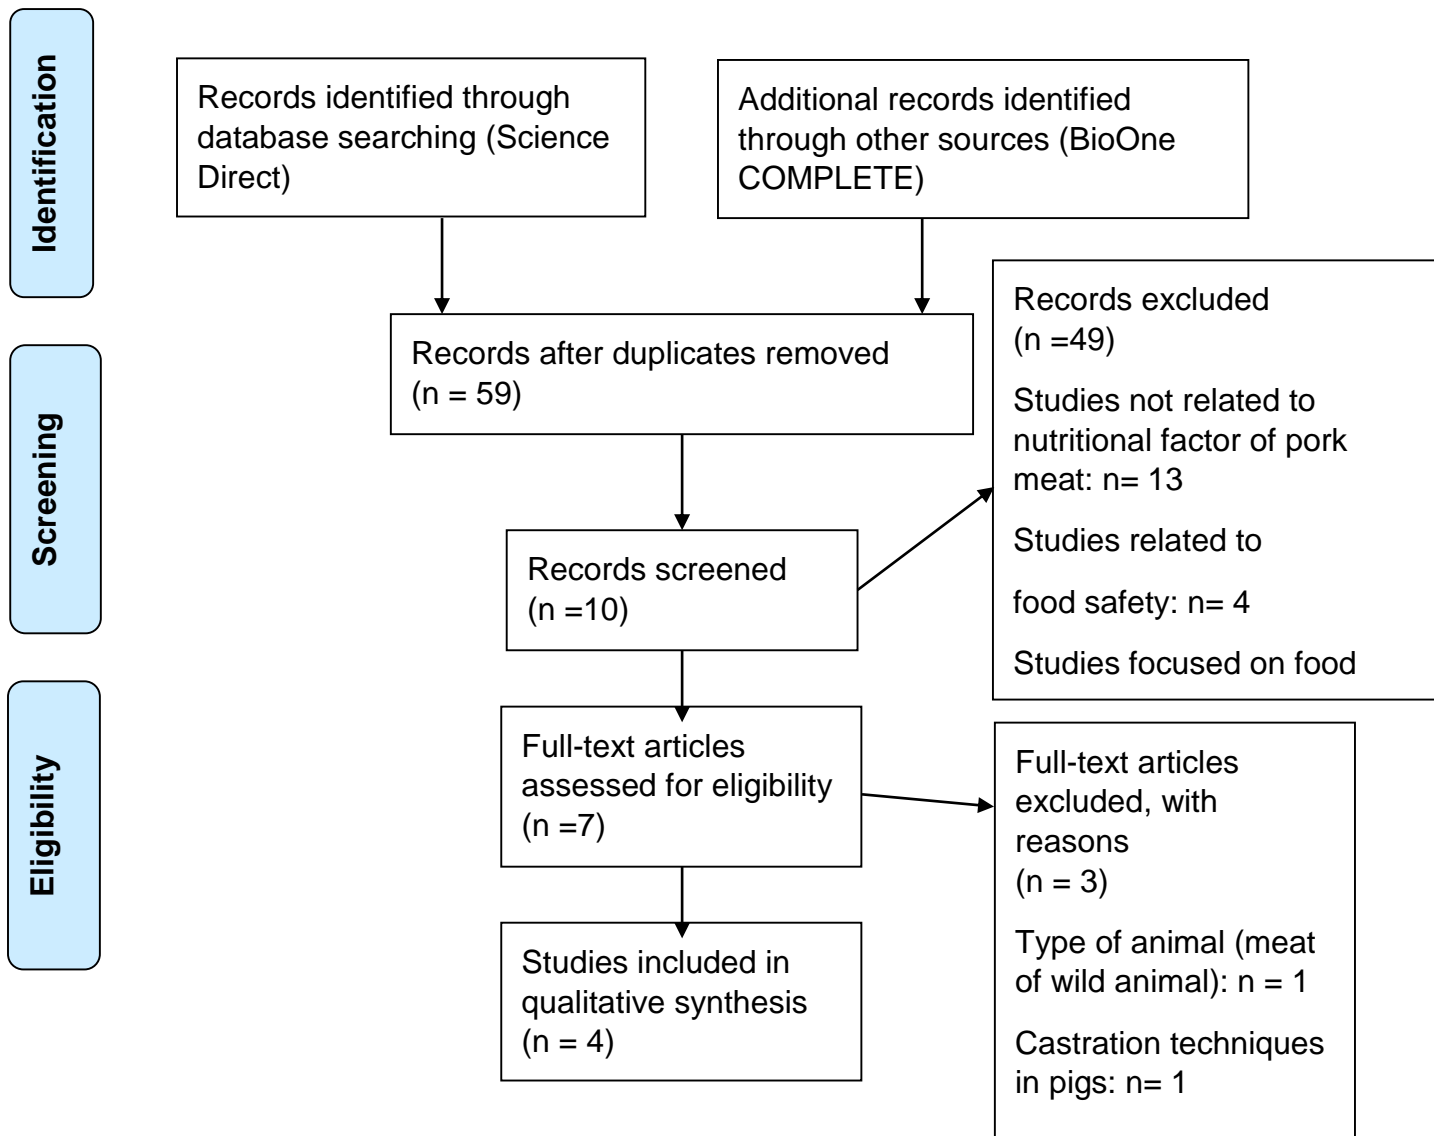 Identification
Records identified through
database searching (Science
Direct)
Additional records identified
through other sources (BioOne
COMPLETE)
Records after duplicates removed
(n = 59)
Records excluded
(n =49)
Studies not related to
nutritional factor of pork
meat: n= 13
Studies related to
food safety: n= 4
Studies focused on food
Screening
Records screened
(n =10)
Eligibility
Full-text articles
assessed for eligibility
(n =7)
Full-text articles
excluded, with
reasons
(n = 3)
Type of animal (meat
of wild animal): n = 1
Castration techniques
in pigs: n= 1
Studies included in
qualitative synthesis
(n = 4)